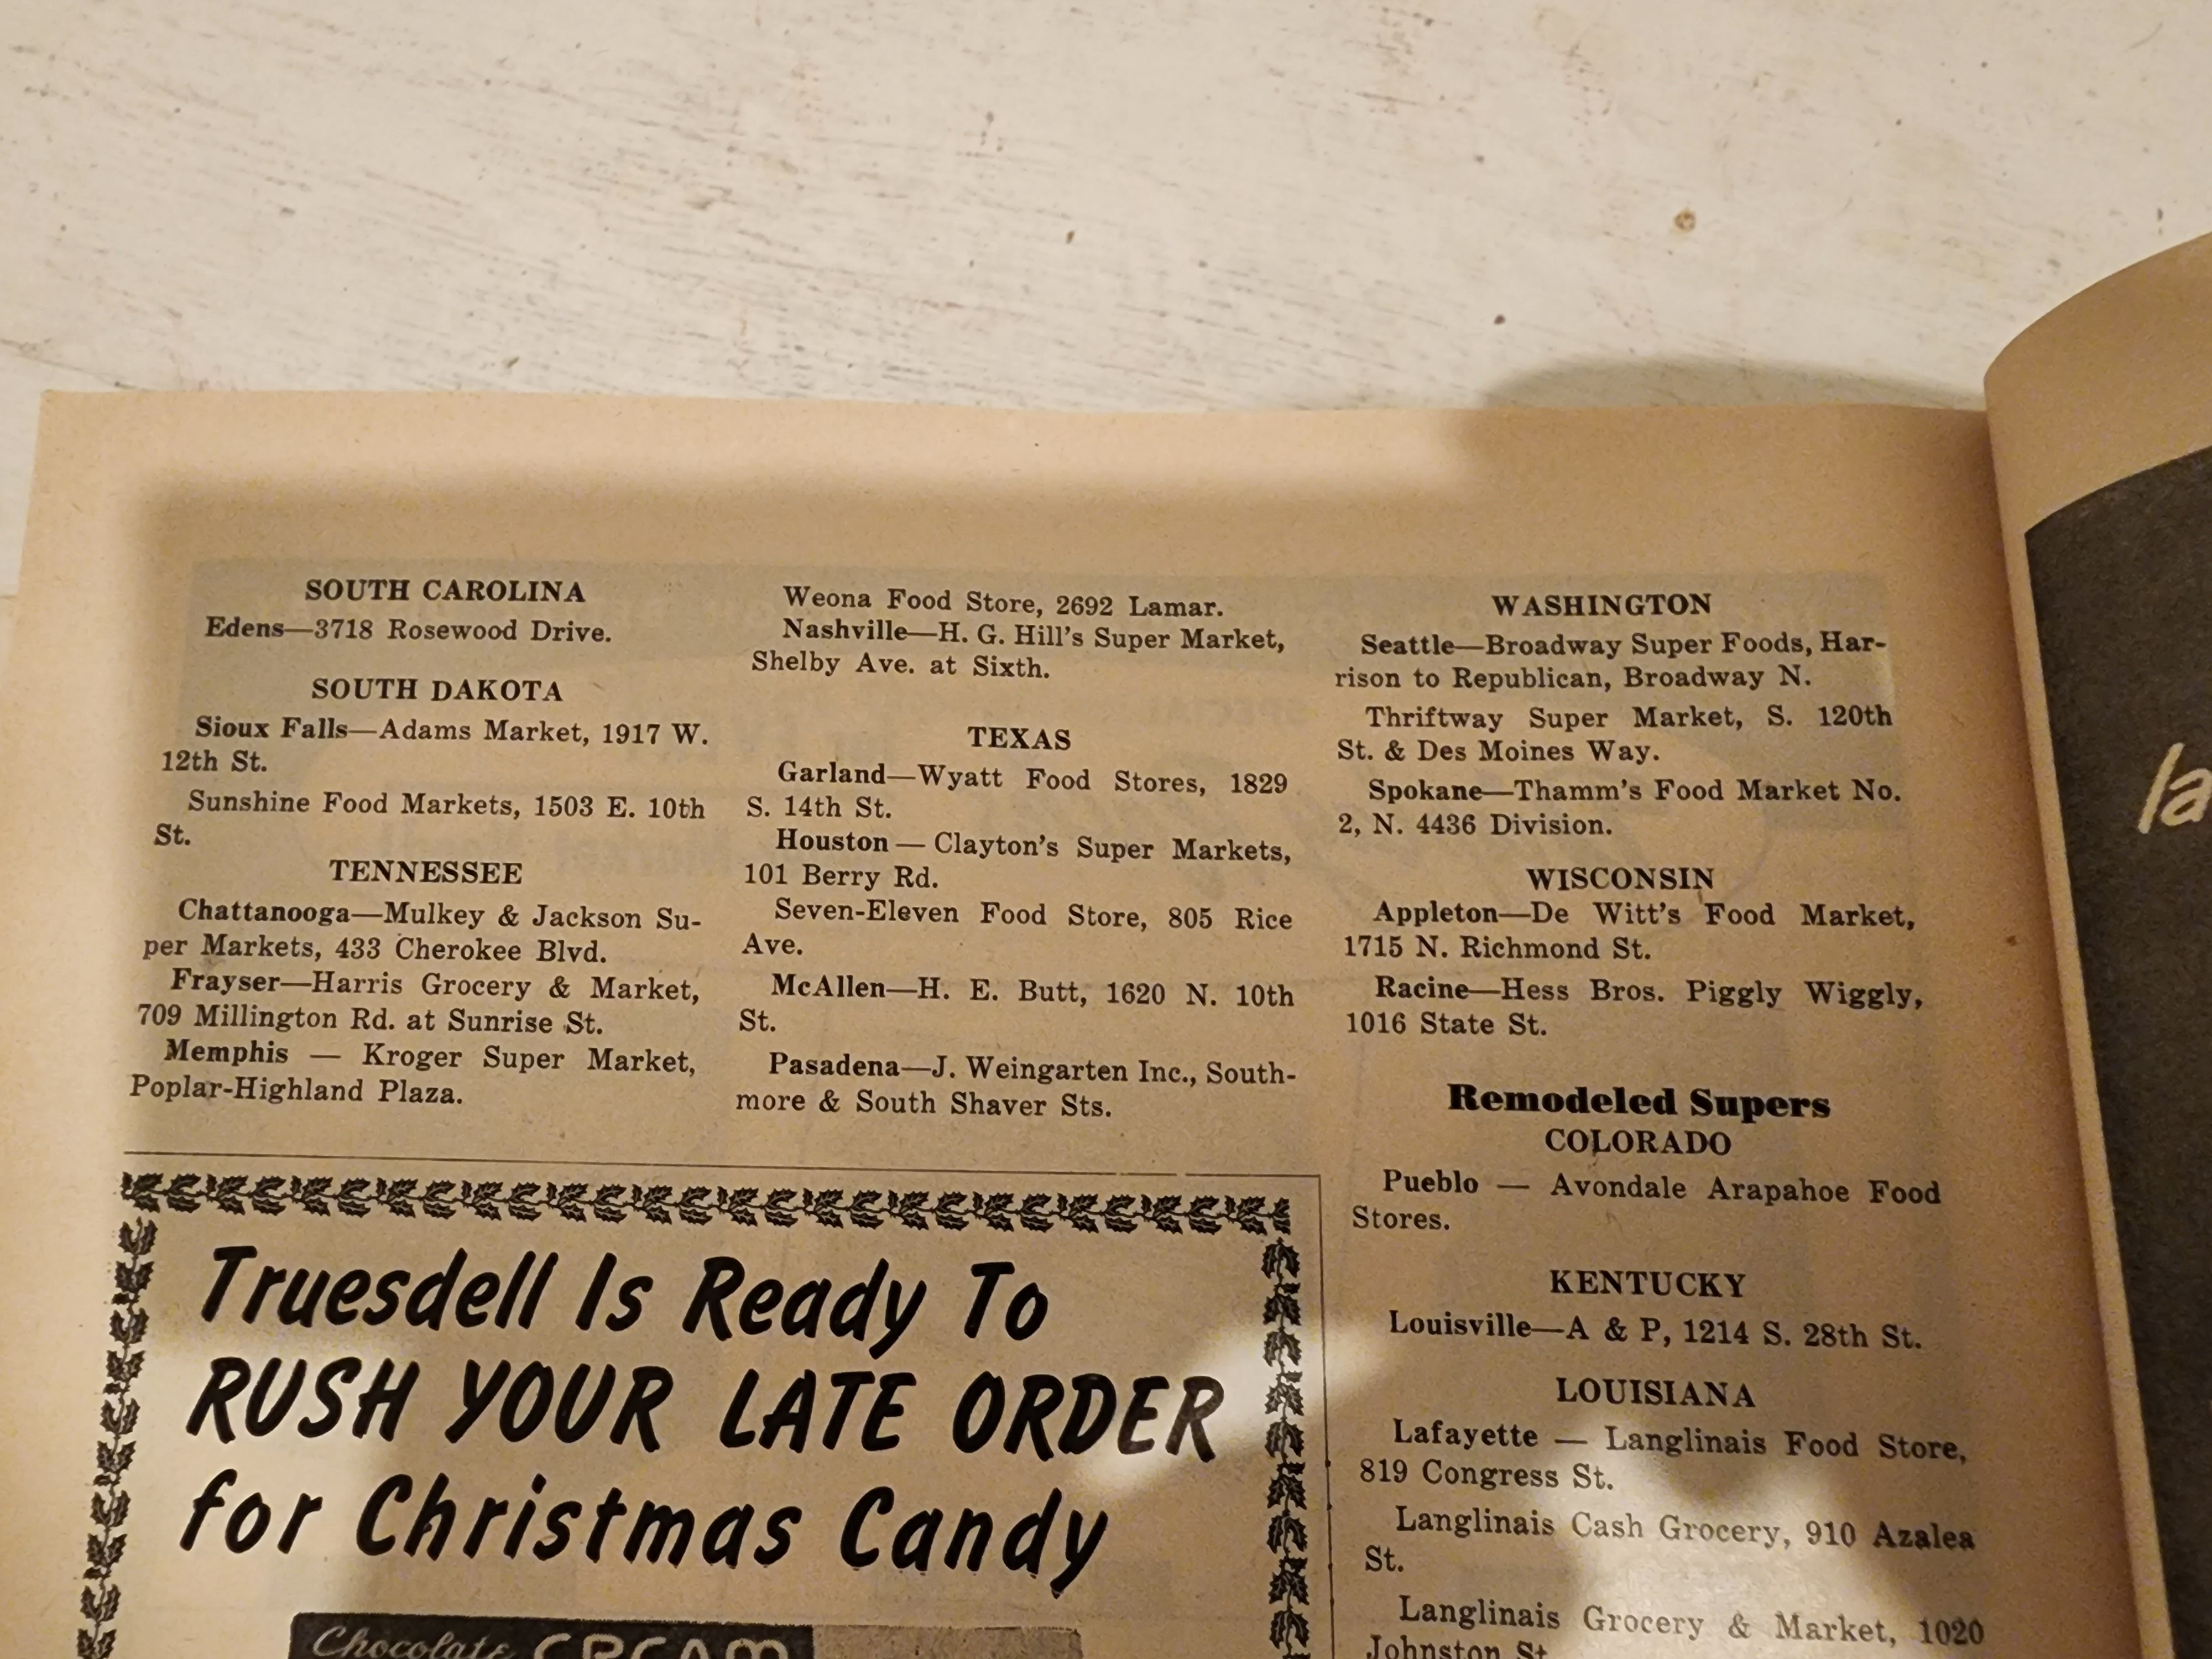 SOUTH CAROLINA
Edens—3718 Rosewood Drive.
SOUTH DAKOTA
Sioux Falls—Adams Market, 1917 W.
12th St.
Sunshine Food Markets, 1503 E. 10th
St.
TENNESSEE
Chattanooga—Mulkey & Jackson Su-
per Markets, 433 Cherokee Blvd.
Frayser—Harris Grocery & Market,
709 Millington Rd. at Sunrise St.
Memphis — Kroger Super Market,
Poplar-Highland Plaza.
Weona Food Store, 2692 Lamar.
Nashville—H. G. Hill's Super Market,
Shelby Ave. at Sixth.
TEXAS
Garland—Wyatt Food Stores, 1829
S. 14th St.
Houston — Clayton's Super Markets,
101 Berry Rd.
Seven-Eleven Food Store, 805 Rice
Ave.
McAllen—H. E. Butt, 1620 N. 10th
St.
Pasadena—J. Weingarten Inc., South-
more & South Shaver Sts.
WASHINGTON
Seattle—Broadway Super Foods, Har-
rison to Republican, Broadway N.
Thriftway Super Market, S. 120th
St. & Des Moines Way.
Spokane—Thamm's Food Market No.
2, N. 4436 Division.
WISCONSIN
Appleton—De Witt's Food Market,
1715 N. Richmond St.
Racine—Hess Bros. Piggly Wiggly,
1016 State St.
Remodeled Supers
COLORADO
Pueblo — Avondale Arapahoe Food
Stores.
KENTUCKY
Louisville—A & P, 1214 S. 28th St.
LOUISIANA
Lafayette — Langlinais Food Store,
819 Congress St.
Langlinais Cash Grocery, 910 Azalea
St.
Langlinais Grocery & Market, 1020
Johnston St
Truesdell Is Ready To
RUSH YOUR LATE ORDER
for Christmas Candy
Chocolate CREAM
la